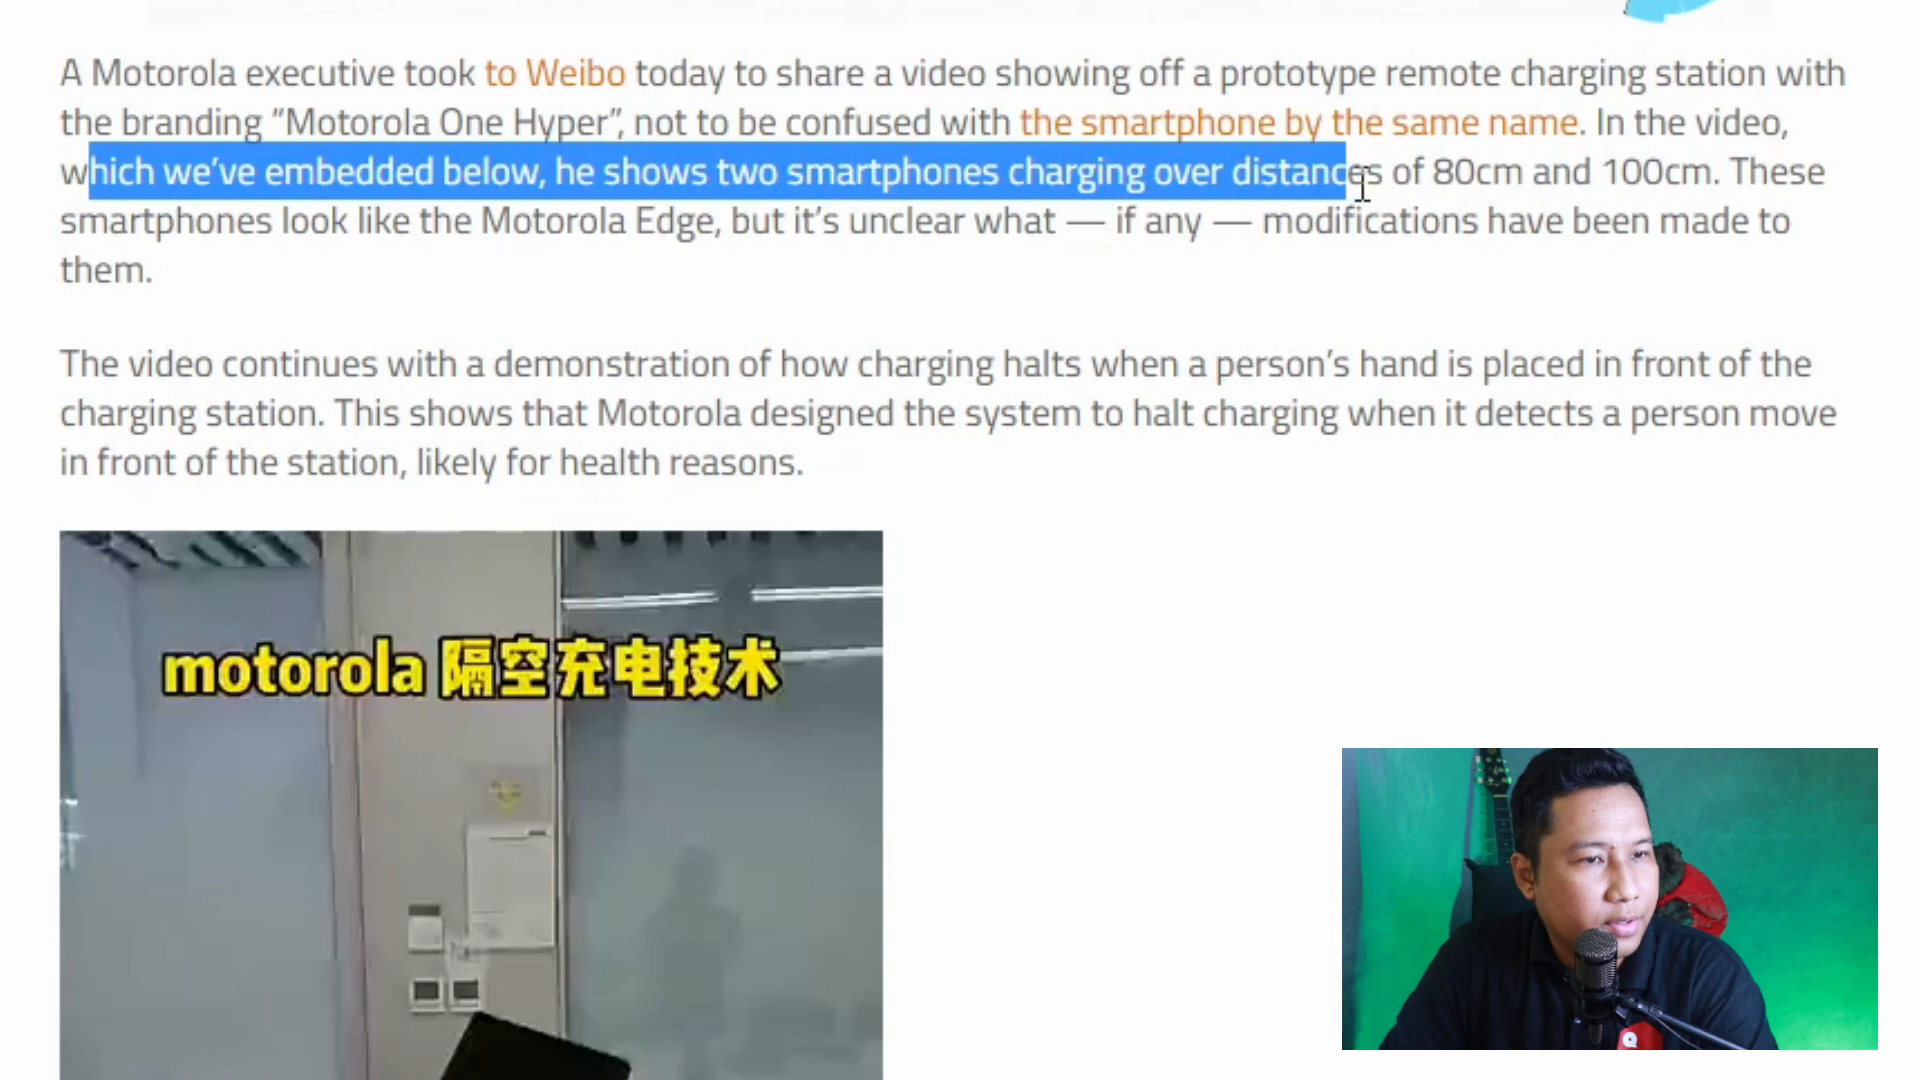 A Motorola executive took to Weibo today to share a video showing off a prototype remote charging station with
the branding “Motorola One Hyper”, not to be confused with the smartphone by the same name. In the video,
which we’ve embedded below, he shows two smartphones charging over distances of 80cm and 100cm. These
smartphones look like the Motorola Edge, but it’s unclear what — if any — modifications have been made to
them.
The video continues with a demonstration of how charging halts when a person’s hand is placed in front of the
charging station. This shows that Motorola designed the system to halt charging when it detects a person move
in front of the station, likely for health reasons.
motorola 隔空充电技术